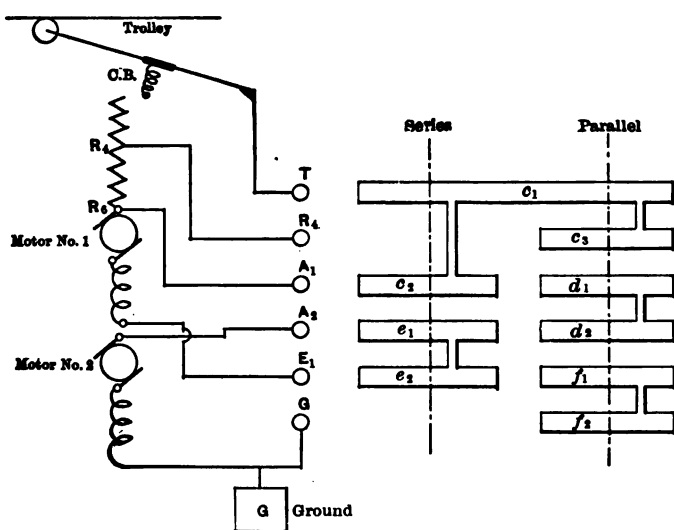 Trolley
C.B.
Series
Parallel
R4
T
c1
R6
R4
c3
Motor No. 1
A1
c2
d1
A2
e1
d2
Motor No. 2
E1
e2
f1
G
f2
G
Ground